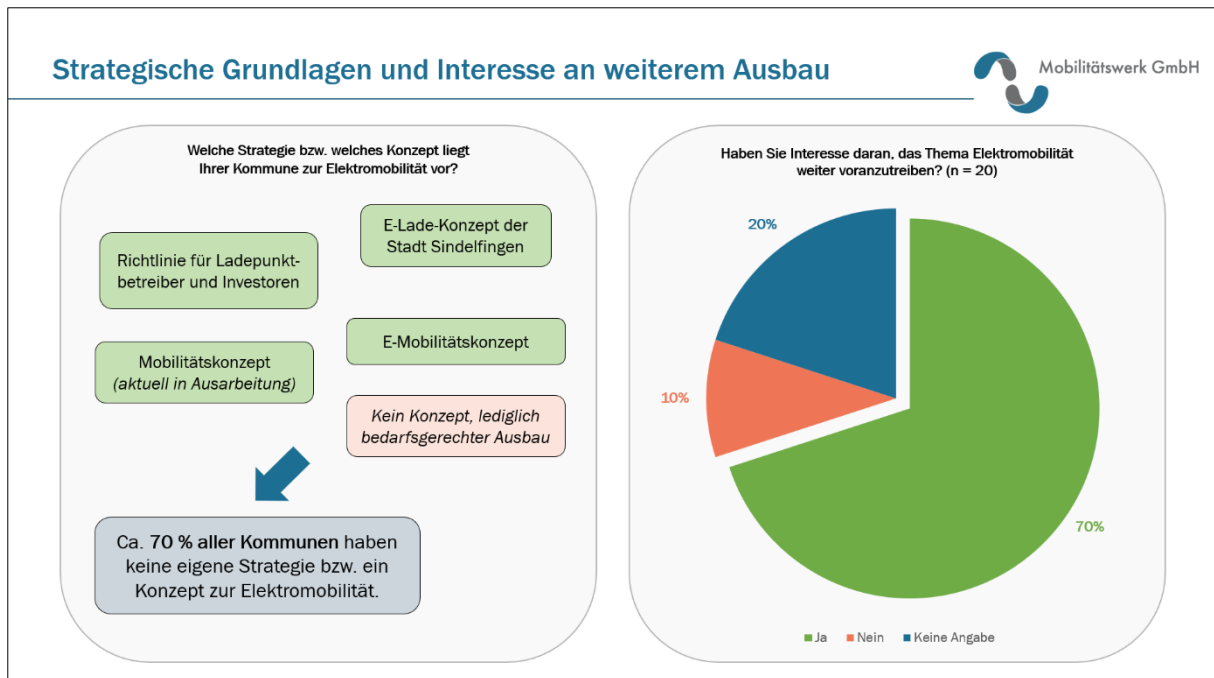 Strategische Grundlagen und Interesse an weiterem Ausbau
Mobilitätswerk GmbH
Welche Strategie bzw. welches Konzept liegt
Ihrer Kommune zur Elektromobilität vor?
E-Lade-Konzept der
Stadt Sindelfingen
Richtlinie für Ladepunkt-
betreiber und Investoren
E-Mobilitätskonzept
Mobilitätskonzept
(aktuell in Ausarbeitung)
Kein Konzept, lediglich
bedarfsgerechter Ausbau
Ca. 70 % aller Kommunen haben
keine eigene Strategie bzw. ein
Konzept zur Elektromobilität.
Haben Sie Interesse daran, das Thema Elektromobilität
weiter voranzutreiben? (n = 20)
20%
10%
70%
Ja Nein Keine Angabe